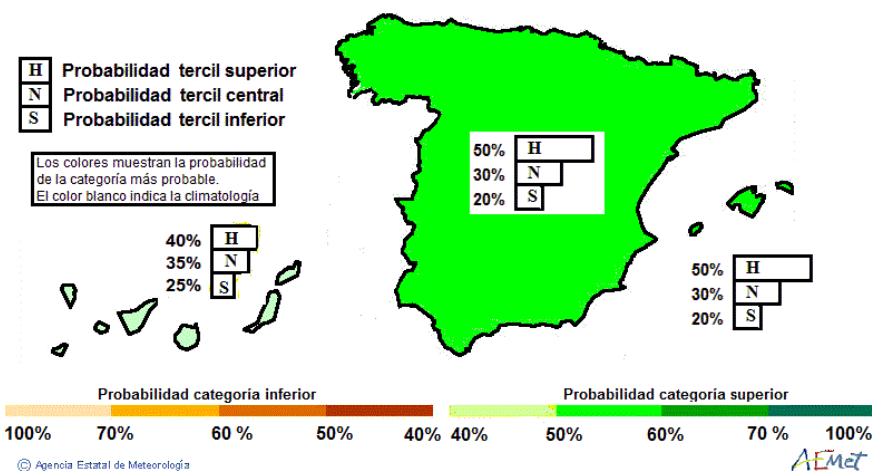 H Probabilidad tercil superior
N Probabilidad tercil central
S Probabilidad tercil inferior
Los colores muestran la probabilidad
de la categoría más probable.
El color blanco indica la climatología
50% H
30% N
20% S
40% H
35% N
25% S
50% H
30% N
20% S
Probabilidad categoría inferior
100% 70% 60 % 50% 40%
Probabilidad categoría superior
40% 50% 60% 70 % 100%
© Agencia Estatal de Meteorología
AEMet